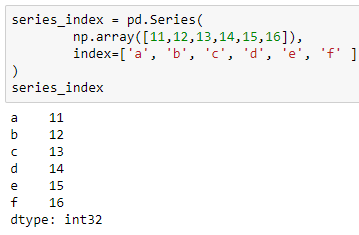 series_index = pd.Series(
        np.array([11,12,13,14,15,16]),
        index=['a', 'b', 'c', 'd', 'e', 'f' ]
)
series_index
a    11
b    12
c    13
d    14
e    15
f    16
dtype: int32